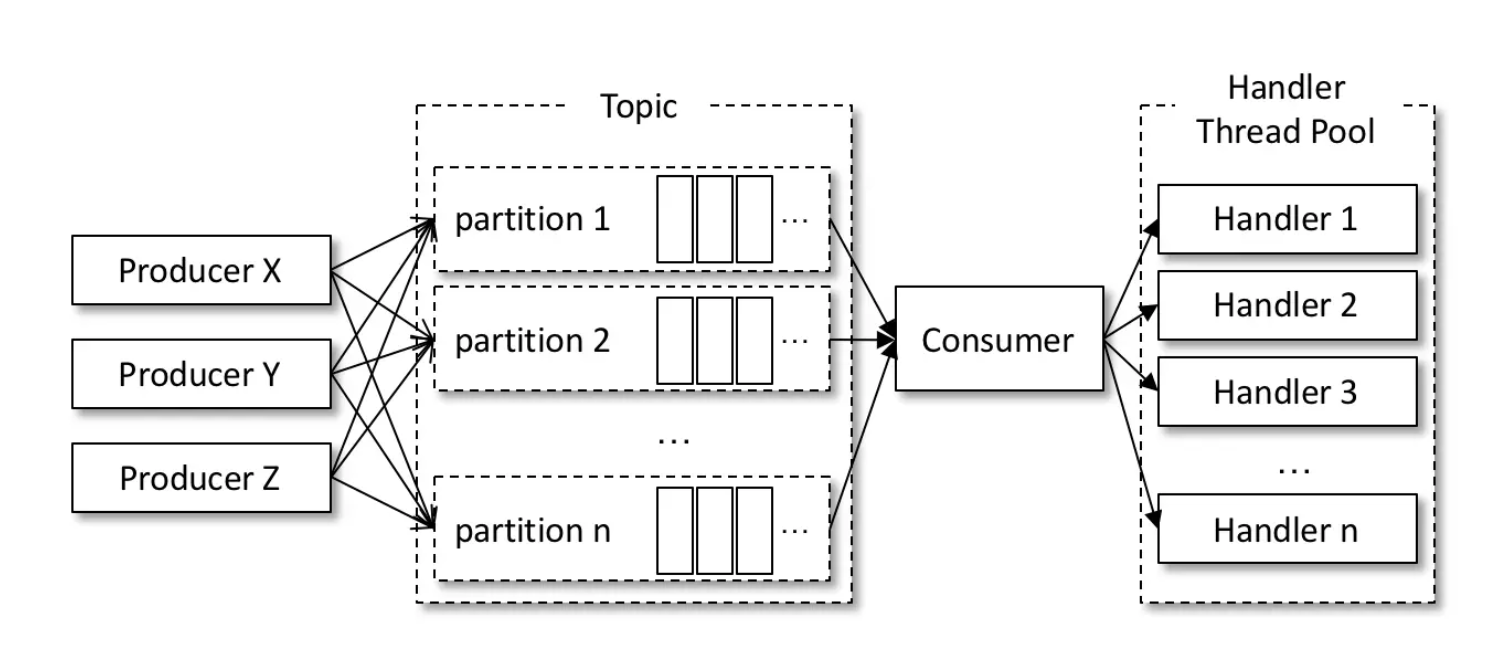 Topic
Handler
Thread Pool
Producer X
Producer Y
Producer Z
partition 1 ...
partition 2 ...
...
partition n ...
Consumer
Handler 1
Handler 2
Handler 3
...
Handler n